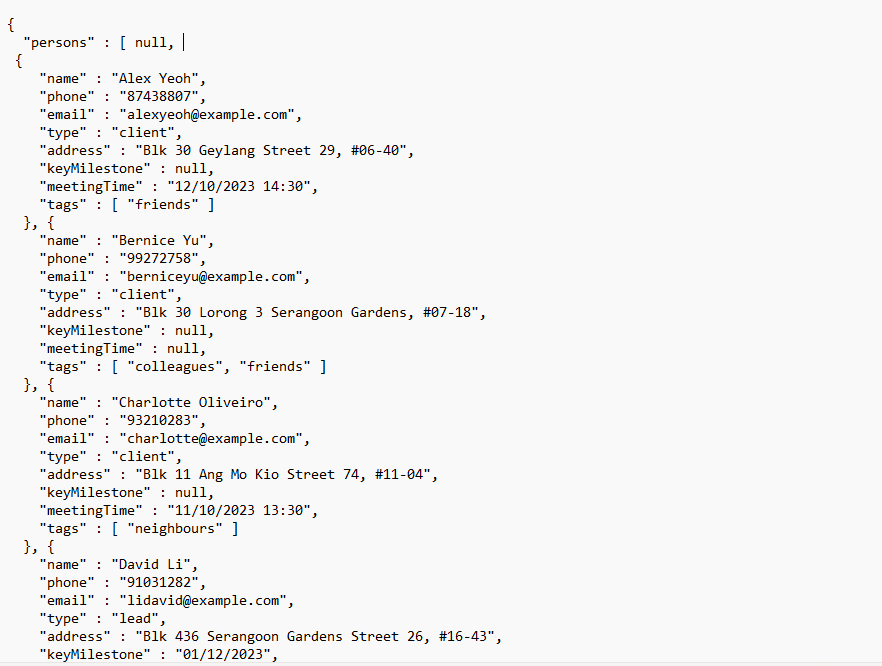 {
  "persons" : [ null,
 {
    "name" : "Alex Yeoh",
    "phone" : "87438807",
    "email" : "alexyeoh@example.com",
    "type" : "client",
    "address" : "Blk 30 Geylang Street 29, #06-40",
    "keyMilestone" : null,
    "meetingTime" : "12/10/2023 14:30",
    "tags" : [ "friends" ]
  }, {
    "name" : "Bernice Yu",
    "phone" : "99272758",
    "email" : "berniceyu@example.com",
    "type" : "client",
    "address" : "Blk 30 Lorong 3 Serangoon Gardens, #07-18",
    "keyMilestone" : null,
    "meetingTime" : null,
    "tags" : [ "colleagues", "friends" ]
  }, {
    "name" : "Charlotte Oliveiro",
    "phone" : "93210283",
    "email" : "charlotte@example.com",
    "type" : "client",
    "address" : "Blk 11 Ang Mo Kio Street 74, #11-04",
    "keyMilestone" : null,
    "meetingTime" : "11/10/2023 13:30",
    "tags" : [ "neighbours" ]
  }, {
    "name" : "David Li",
    "phone" : "91031282",
    "email" : "lidavid@example.com",
    "type" : "lead",
    "address" : "Blk 436 Serangoon Gardens Street 26, #16-43",
    "keyMilestone" : "01/12/2023",